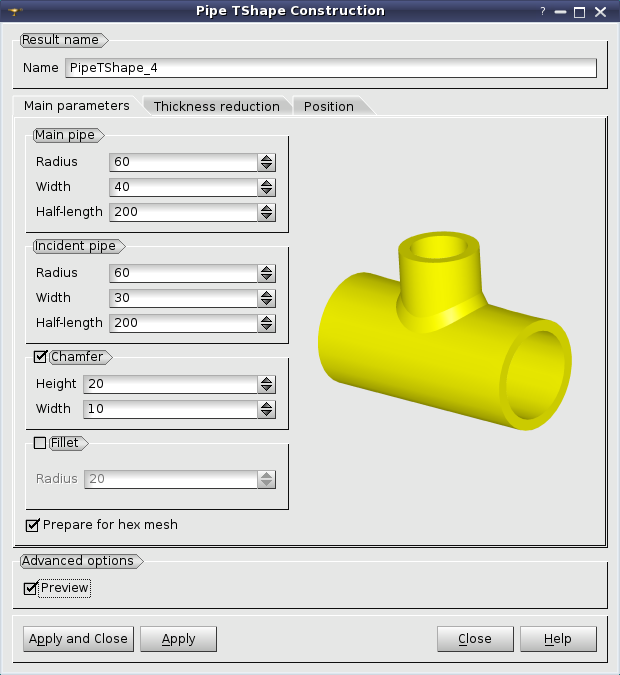 Pipe TShape Construction ?
Result name
Name PipeTShape_4
Main parameters Thickness reduction Position
Main pipe
Radius 60
Width 40
Half-length 200
Incident pipe
Radius 60
Width 30
Half-length 200
Chamfer
Height 20
Width 10
Fillet
Radius 20
Prepare for hex mesh
Advanced options
Preview
Apply and Close Apply Close Help